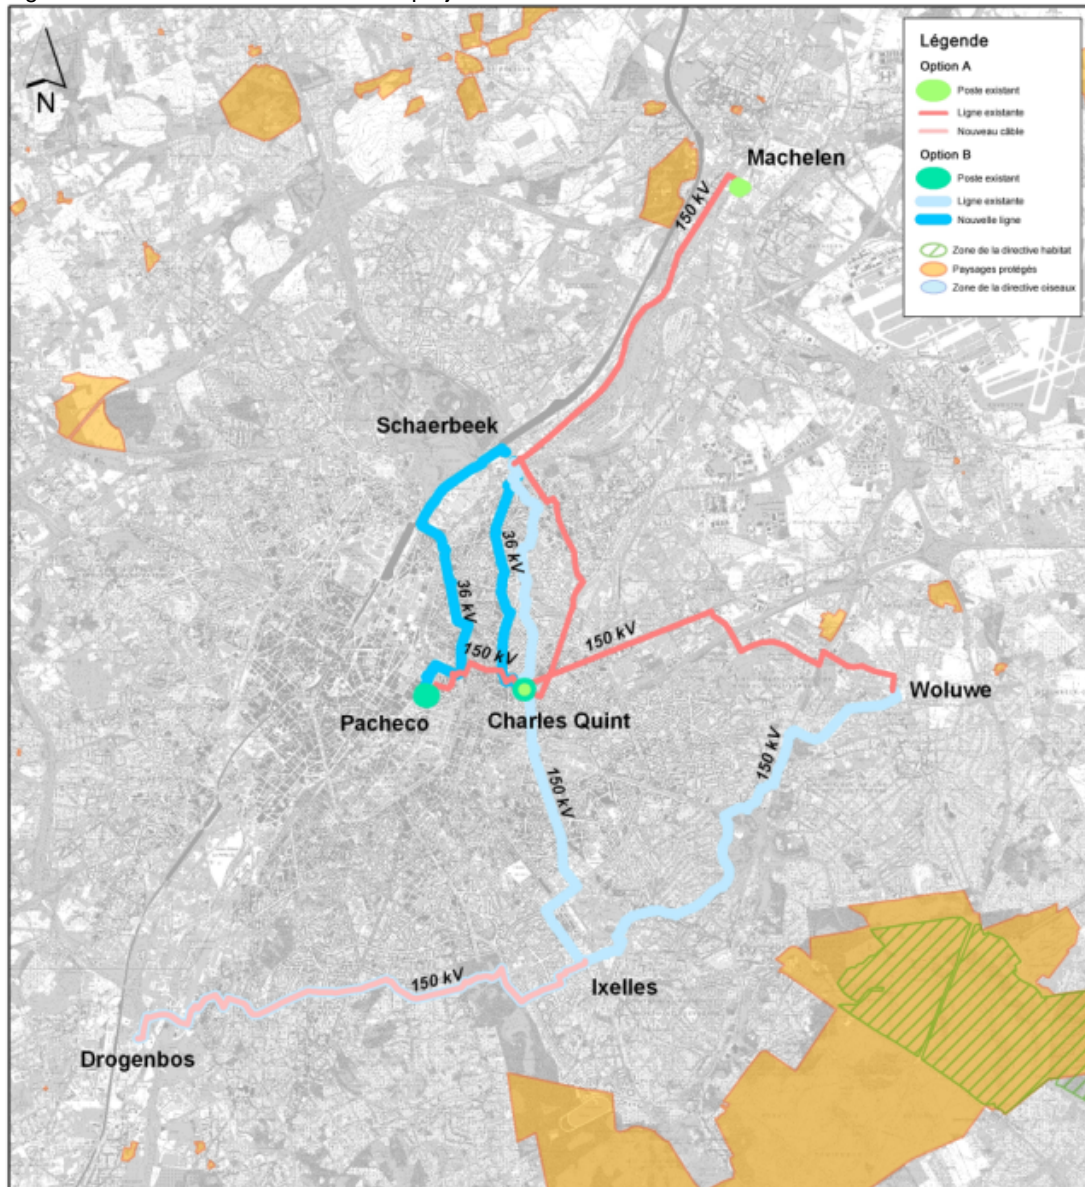 N
Légende
Option A
Poste existant
Ligne existante
Nouveau câble
Option B
Poste existant
Ligne existante
Nouvelle ligne
Zone de la directive habitat
Paysages protégés
Zone de la directive oiseaux
Machelen
150 kV
Schaerbeek
36 kV
36 kV
150 kV
150 kV
Woluwe
Pacheco
Charles Quint
150 kV
150 kV
150 kV
Ixelles
Drogenbos